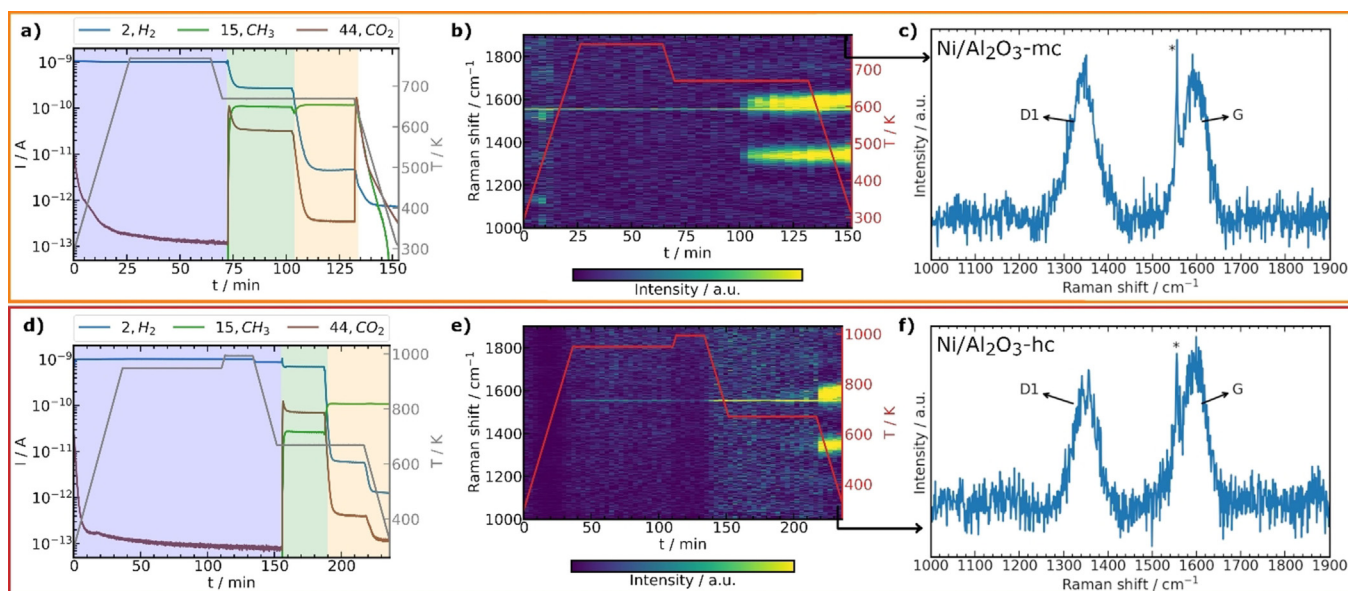 a)
2, H₂ 15, CH₃ 44, CO₂
10⁻⁹
10⁻¹⁰
10⁻¹¹
10⁻¹²
10⁻¹³
I / A
0 25 50 75 100 125 150
t / min
700
600
500
400
300
T / K
b)
1800
1600
1400
1200
1000
Raman shift / cm⁻¹
0 25 50 75 100 125 150
t / min
700
600
500
400
300
T / K
Intensity / a.u.
c)
Ni/Al₂O₃-mc
*
D1
G
Intensity / a.u.
1000 1100 1200 1300 1400 1500 1600 1700 1800 1900
Raman shift / cm⁻¹
d)
2, H₂ 15, CH₃ 44, CO₂
10⁻⁹
10⁻¹⁰
10⁻¹¹
10⁻¹²
10⁻¹³
I / A
0 50 100 150 200
t / min
1000
800
600
400
T / K
e)
1800
1600
1400
1200
1000
Raman shift / cm⁻¹
0 50 100 150 200
t / min
1000
900
800
700
600
500
400
T / K
Intensity / a.u.
f)
Ni/Al₂O₃-hc
*
D1
G
Intensity / a.u.
1000 1100 1200 1300 1400 1500 1600 1700 1800 1900
Raman shift / cm⁻¹